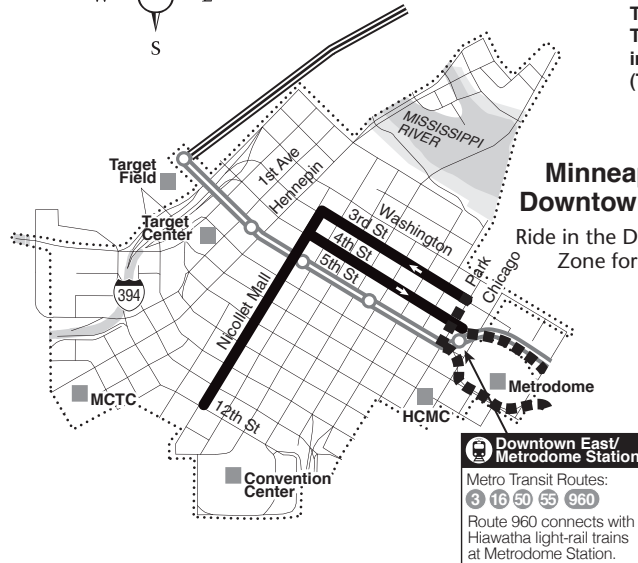 S
T
T
in
(T
MISSISSIPPI
RIVER
1st Ave
Hennepin
Target
Field
Target
Center
Washington
3rd St
4th St
5th St
Park
Chicago
Minneap
Downtow
Ride in the D
Zone for
394
Nicollet Mall
MCTC
12th St
HCMC
Metrodome
Convention
Center
Downtown East/
Metrodome Station
Metro Transit Routes:
3 16 50 55 960
Route 960 connects with
Hiawatha light-rail trains
at Metrodome Station.